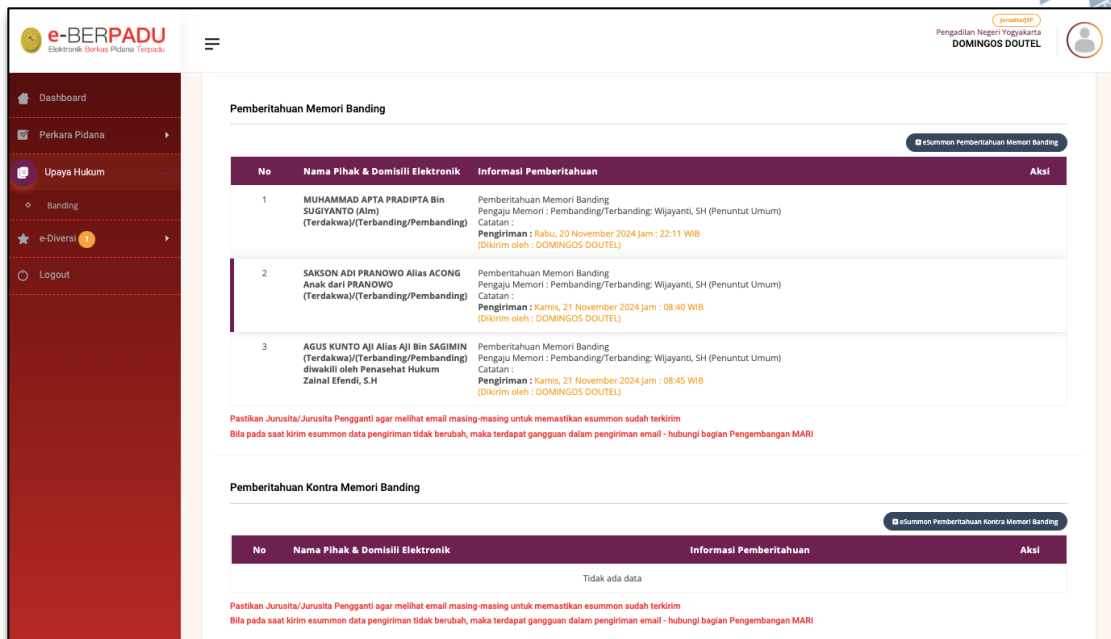 e-BERPADU
Elektronik Berkas Pidana Terpadu
Jurusita/JSP
Pengadilan Negeri Yogyakarta
DOMINGOS DOUTEL
Dashboard
Perkara Pidana
Upaya Hukum
Banding
e-Diversi 1
Logout
Pemberitahuan Memori Banding
eSummon Pemberitahuan Memori Banding
No Nama Pihak & Domisili Elektronik Informasi Pemberitahuan Aksi
1 MUHAMMAD APTA PRADIPTA Bin Pemberitahuan Memori Banding
SUGIYANTO (Alm) Pengaju Memori : Pembanding/Terbanding: Wijayanti, SH (Penuntut Umum)
(Terdakwa)/(Terbanding/Pembanding) Catatan :
Pengiriman : Rabu, 20 November 2024 Jam : 22:11 WIB
(Dikirim oleh : DOMINGOS DOUTEL)
2 SAKSON ADI PRANOWO Alias ACONG Pemberitahuan Memori Banding
Anak dari PRANOWO Pengaju Memori : Pembanding/Terbanding: Wijayanti, SH (Penuntut Umum)
(Terdakwa)/(Terbanding/Pembanding) Catatan :
Pengiriman : Kamis, 21 November 2024 Jam : 08:40 WIB
(Dikirim oleh : DOMINGOS DOUTEL)
3 AGUS KUNTO AJI Alias AJI Bin SAGIMIN Pemberitahuan Memori Banding
(Terdakwa)/(Terbanding/Pembanding) Pengaju Memori : Pembanding/Terbanding: Wijayanti, SH (Penuntut Umum)
diwakili oleh Penasehat Hukum Catatan :
Zainal Efendi, S.H Pengiriman : Kamis, 21 November 2024 Jam : 08:45 WIB
(Dikirim oleh : DOMINGOS DOUTEL)
Pastikan Jurusita/Jurusita Pengganti agar melihat email masing-masing untuk memastikan esummon sudah terkirim
Bila pada saat kirim esummon data pengiriman tidak berubah, maka terdapat gangguan dalam pengiriman email - hubungi bagian Pengembangan MARI
Pemberitahuan Kontra Memori Banding
eSummon Pemberitahuan Kontra Memori Banding
No Nama Pihak & Domisili Elektronik Informasi Pemberitahuan Aksi
Tidak ada data
Pastikan Jurusita/Jurusita Pengganti agar melihat email masing-masing untuk memastikan esummon sudah terkirim
Bila pada saat kirim esummon data pengiriman tidak berubah, maka terdapat gangguan dalam pengiriman email - hubungi bagian Pengembangan MARI